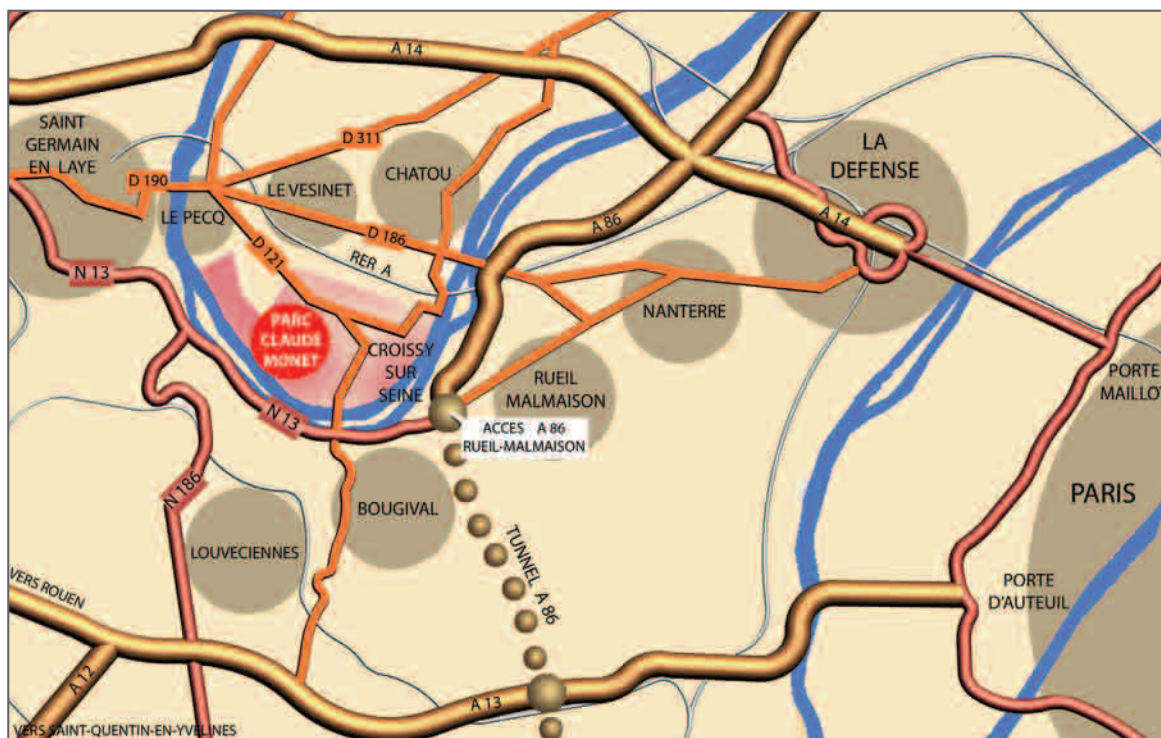 A 14
SAINT
GERMAIN
EN LAYE
D 311
LA
DEFENSE
CHATOU
D 190
LE VESINET
LE PECQ
A 86
A 14
D 186
D 121
RER A
N 13
NANTERRE
PARC
CLAUDE
MONET
CROISSY
SUR
SEINE
RUEIL
MALMAISON
PORTE
MAILLOT
N 13
ACCES A 86
RUEIL-MALMAISON
N 186
BOUGIVAL
PARIS
LOUVECIENNES
TUNNEL A 86
VERS ROUEN
PORTE
D'AUTEUIL
A 12
A 13
VERS SAINT-QUENTIN-EN-YVELINES